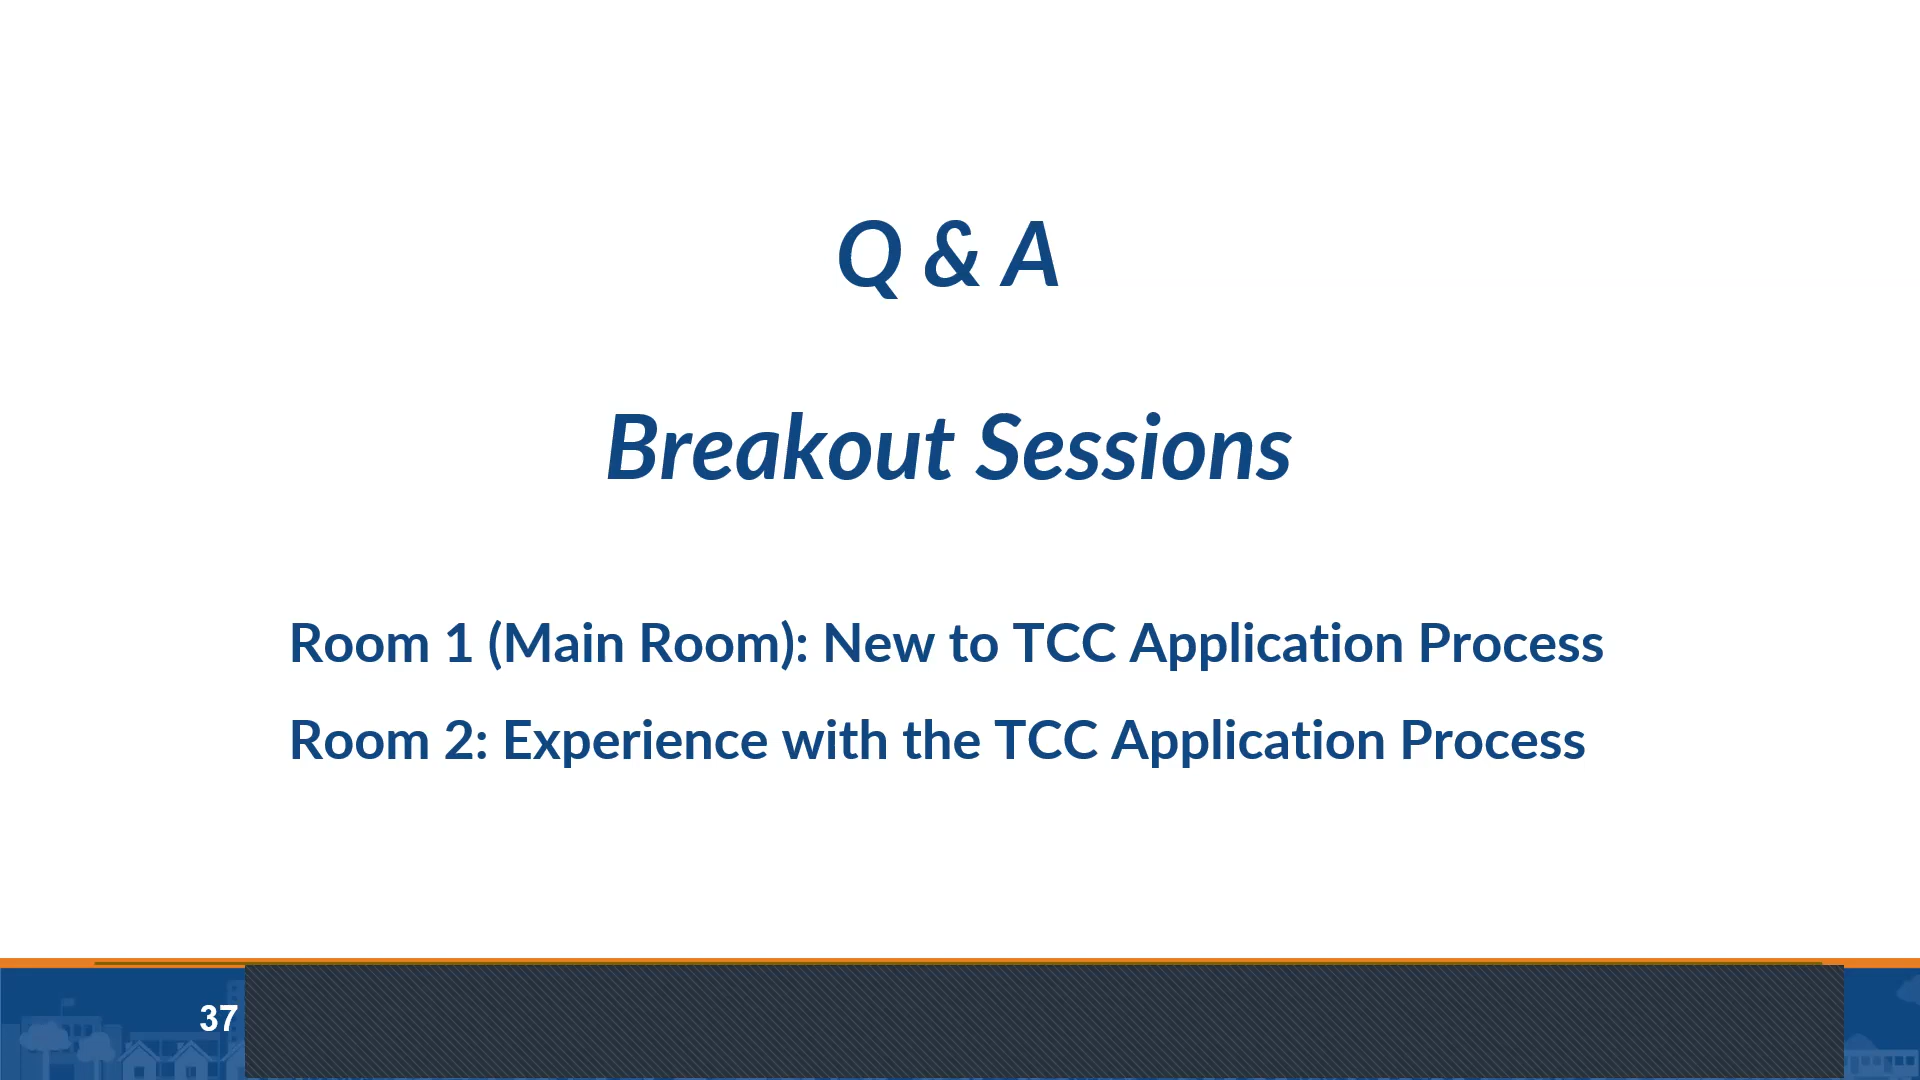 Q & A
Breakout Sessions
Room 1 (Main Room): New to TCC Application Process
Room 2: Experience with the TCC Application Process
37